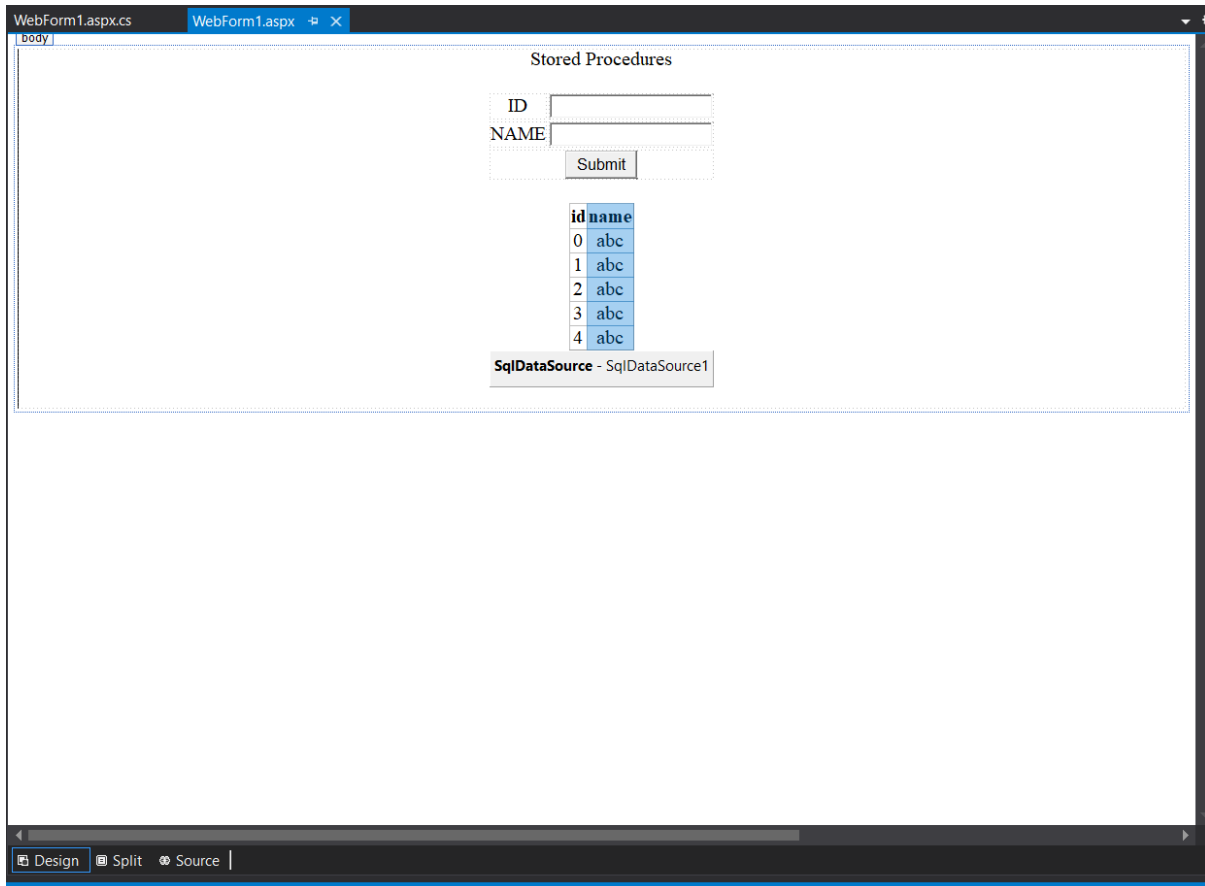 WebForm1.aspx.cs WebForm1.aspx
body
Stored Procedures
ID
NAME
Submit
id name
0 abc
1 abc
2 abc
3 abc
4 abc
SqlDataSource - SqlDataSource1
Design Split Source